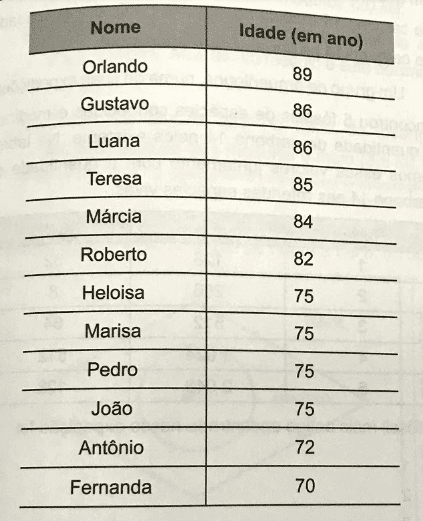 Nome Idade (em ano)
Orlando 89
Gustavo 86
Luana 86
Teresa 85
Márcia 84
Roberto 82
Heloisa 75
Marisa 75
Pedro 75
João 75
Antônio 72
Fernanda 70